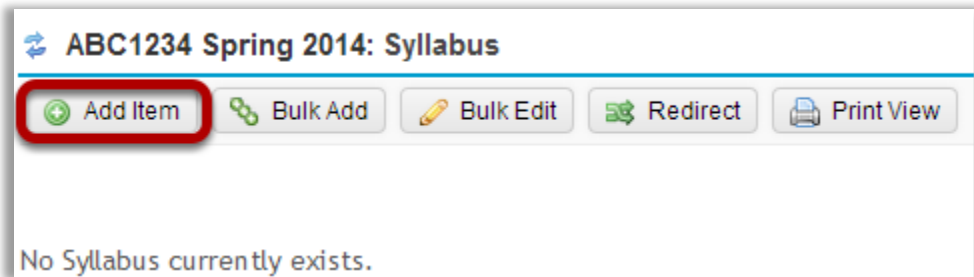 ABC1234 Spring 2014: Syllabus
Add Item Bulk Add Bulk Edit Redirect Print View
No Syllabus currently exists.